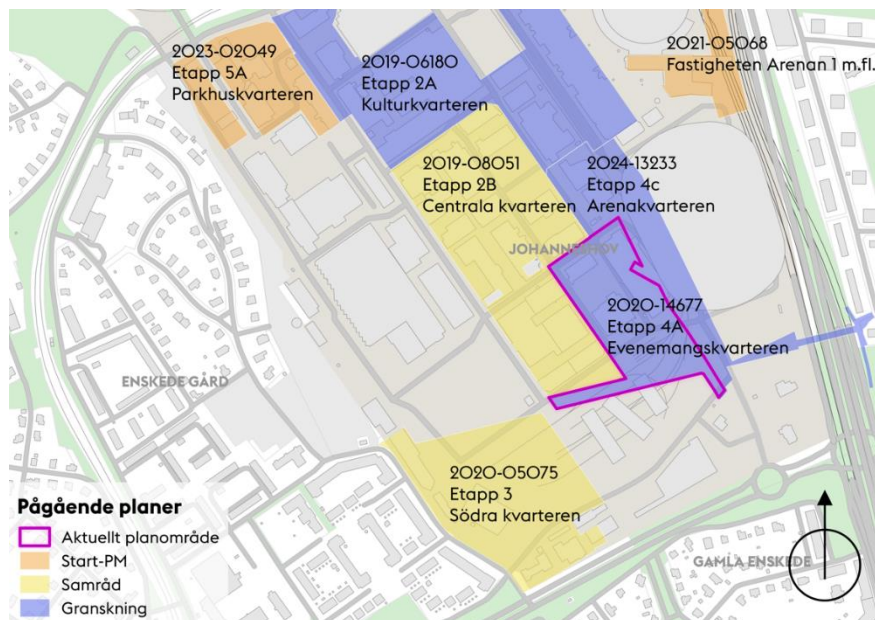 2023-02049
Etapp 5A
Parkhuskvarteren
2019-06180
Etapp 2A
Kulturkvarteren
2021-05068
Fastigheten Arenan 1 m.fl.
2019-08051
Etapp 2B
Centrala kvarteren
2024-13233
Etapp 4c
Arenakvarteren
JOHANNESHOV
2020-14677
Etapp 4A
Evenemangskvarteren
ENSKEDE GÅRD
2020-05075
Etapp 3
Södra kvarteren
GAMLA ENSKEDE
Pågående planer
Aktuellt planområde
Start-PM
Samråd
Granskning